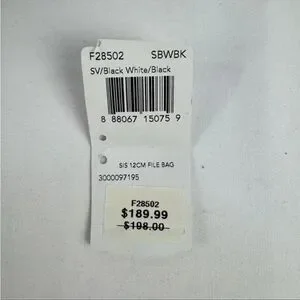 F28502 SBWBK
SV/Black White/Black
8 88067 15075 9
SIS 12CM FILE BAG
3000097195
F28502
$189.99
$198.00